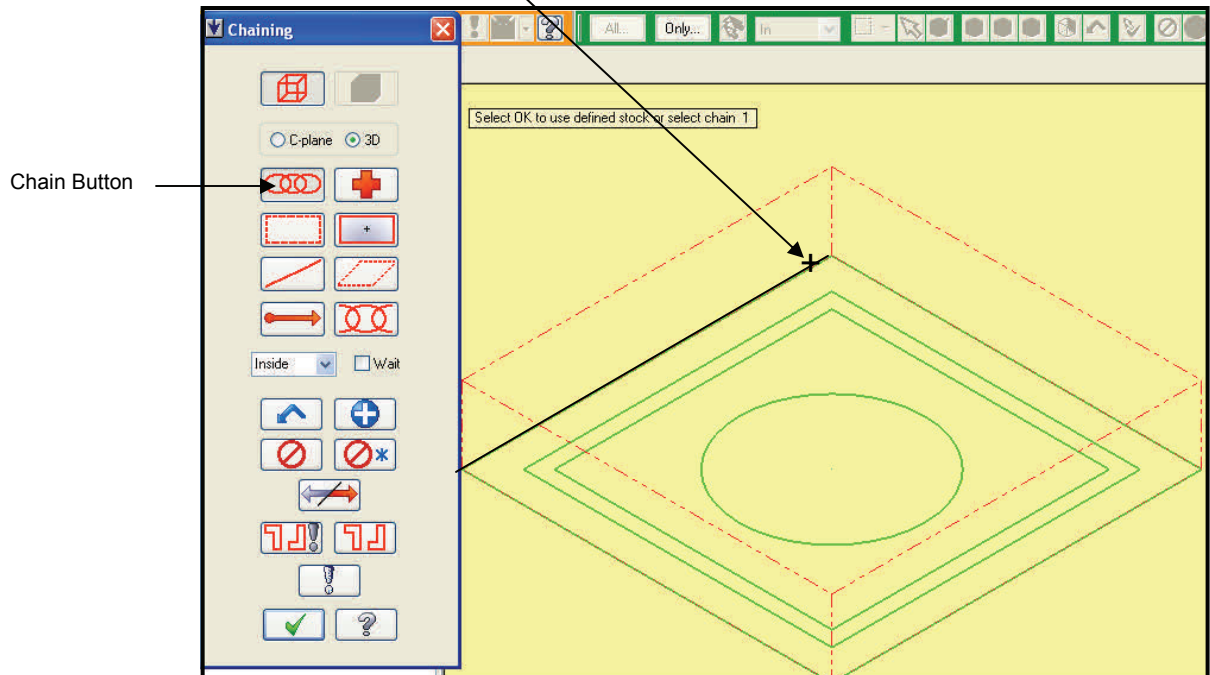 Chaining
All...
Only...
In
Select OK to use defined stock or select chain 1
C-plane
3D
Chain Button
Inside
Wait